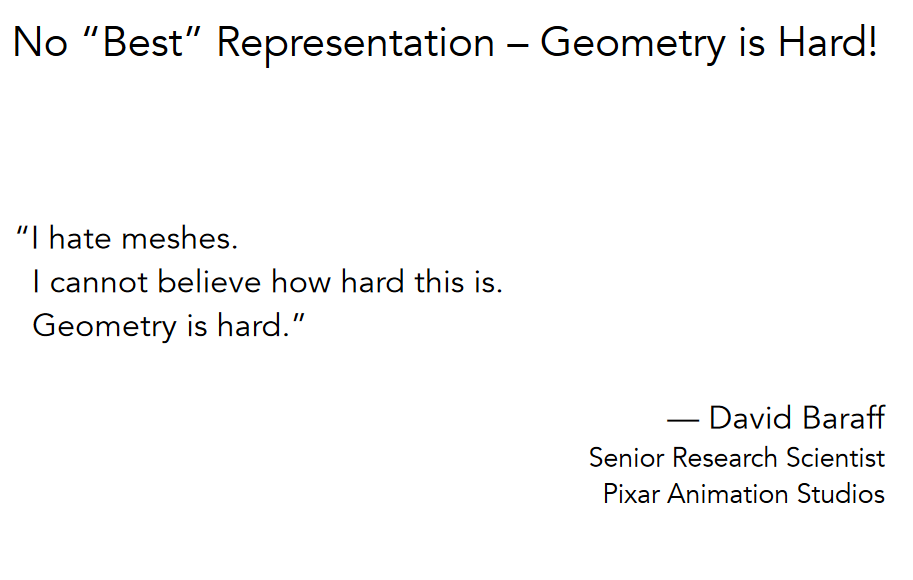 No “Best” Representation – Geometry is Hard!
“I hate meshes.
I cannot believe how hard this is.
Geometry is hard.”
— David Baraff
Senior Research Scientist
Pixar Animation Studios